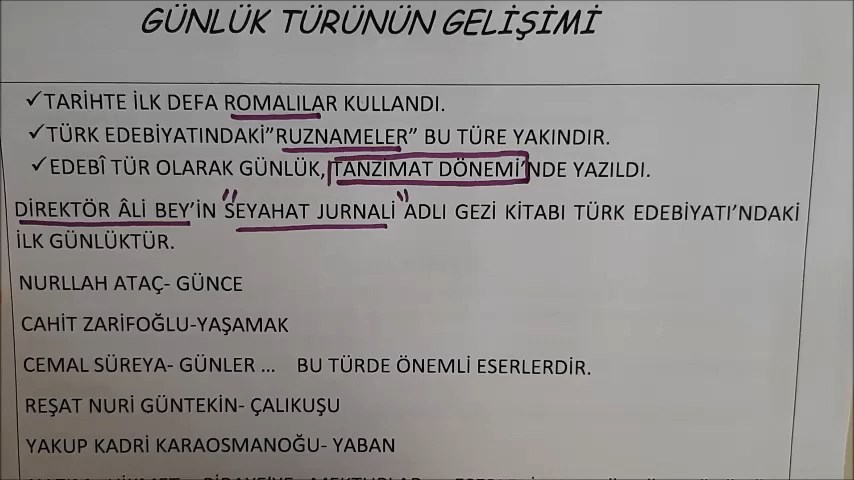 GÜNLÜK TÜRÜNÜN GELİŞİMİ
✓TARİHTE İLK DEFA ROMALILAR KULLANDI.
✓TÜRK EDEBİYATINDAKİ"RUZNAMELER" BU TÜRE YAKINDIR.
✓EDEBÎ TÜR OLARAK GÜNLÜK, TANZİMAT DÖNEMİ'NDE YAZILDI.
DİREKTÖR ÂLİ BEY'İN "SEYAHAT JURNALİ" ADLI GEZİ KİTABI TÜRK EDEBİYATI'NDAKİ
İLK GÜNLÜKTÜR.
NURLLAH ATAÇ- GÜNCE
CAHİT ZARİFOĞLU-YAŞAMAK
CEMAL SÜREYA- GÜNLER ... BU TÜRDE ÖNEMLİ ESERLERDİR.
REŞAT NURİ GÜNTEKİN- ÇALIKUŞU
YAKUP KADRİ KARAOSMANOĞU- YABAN